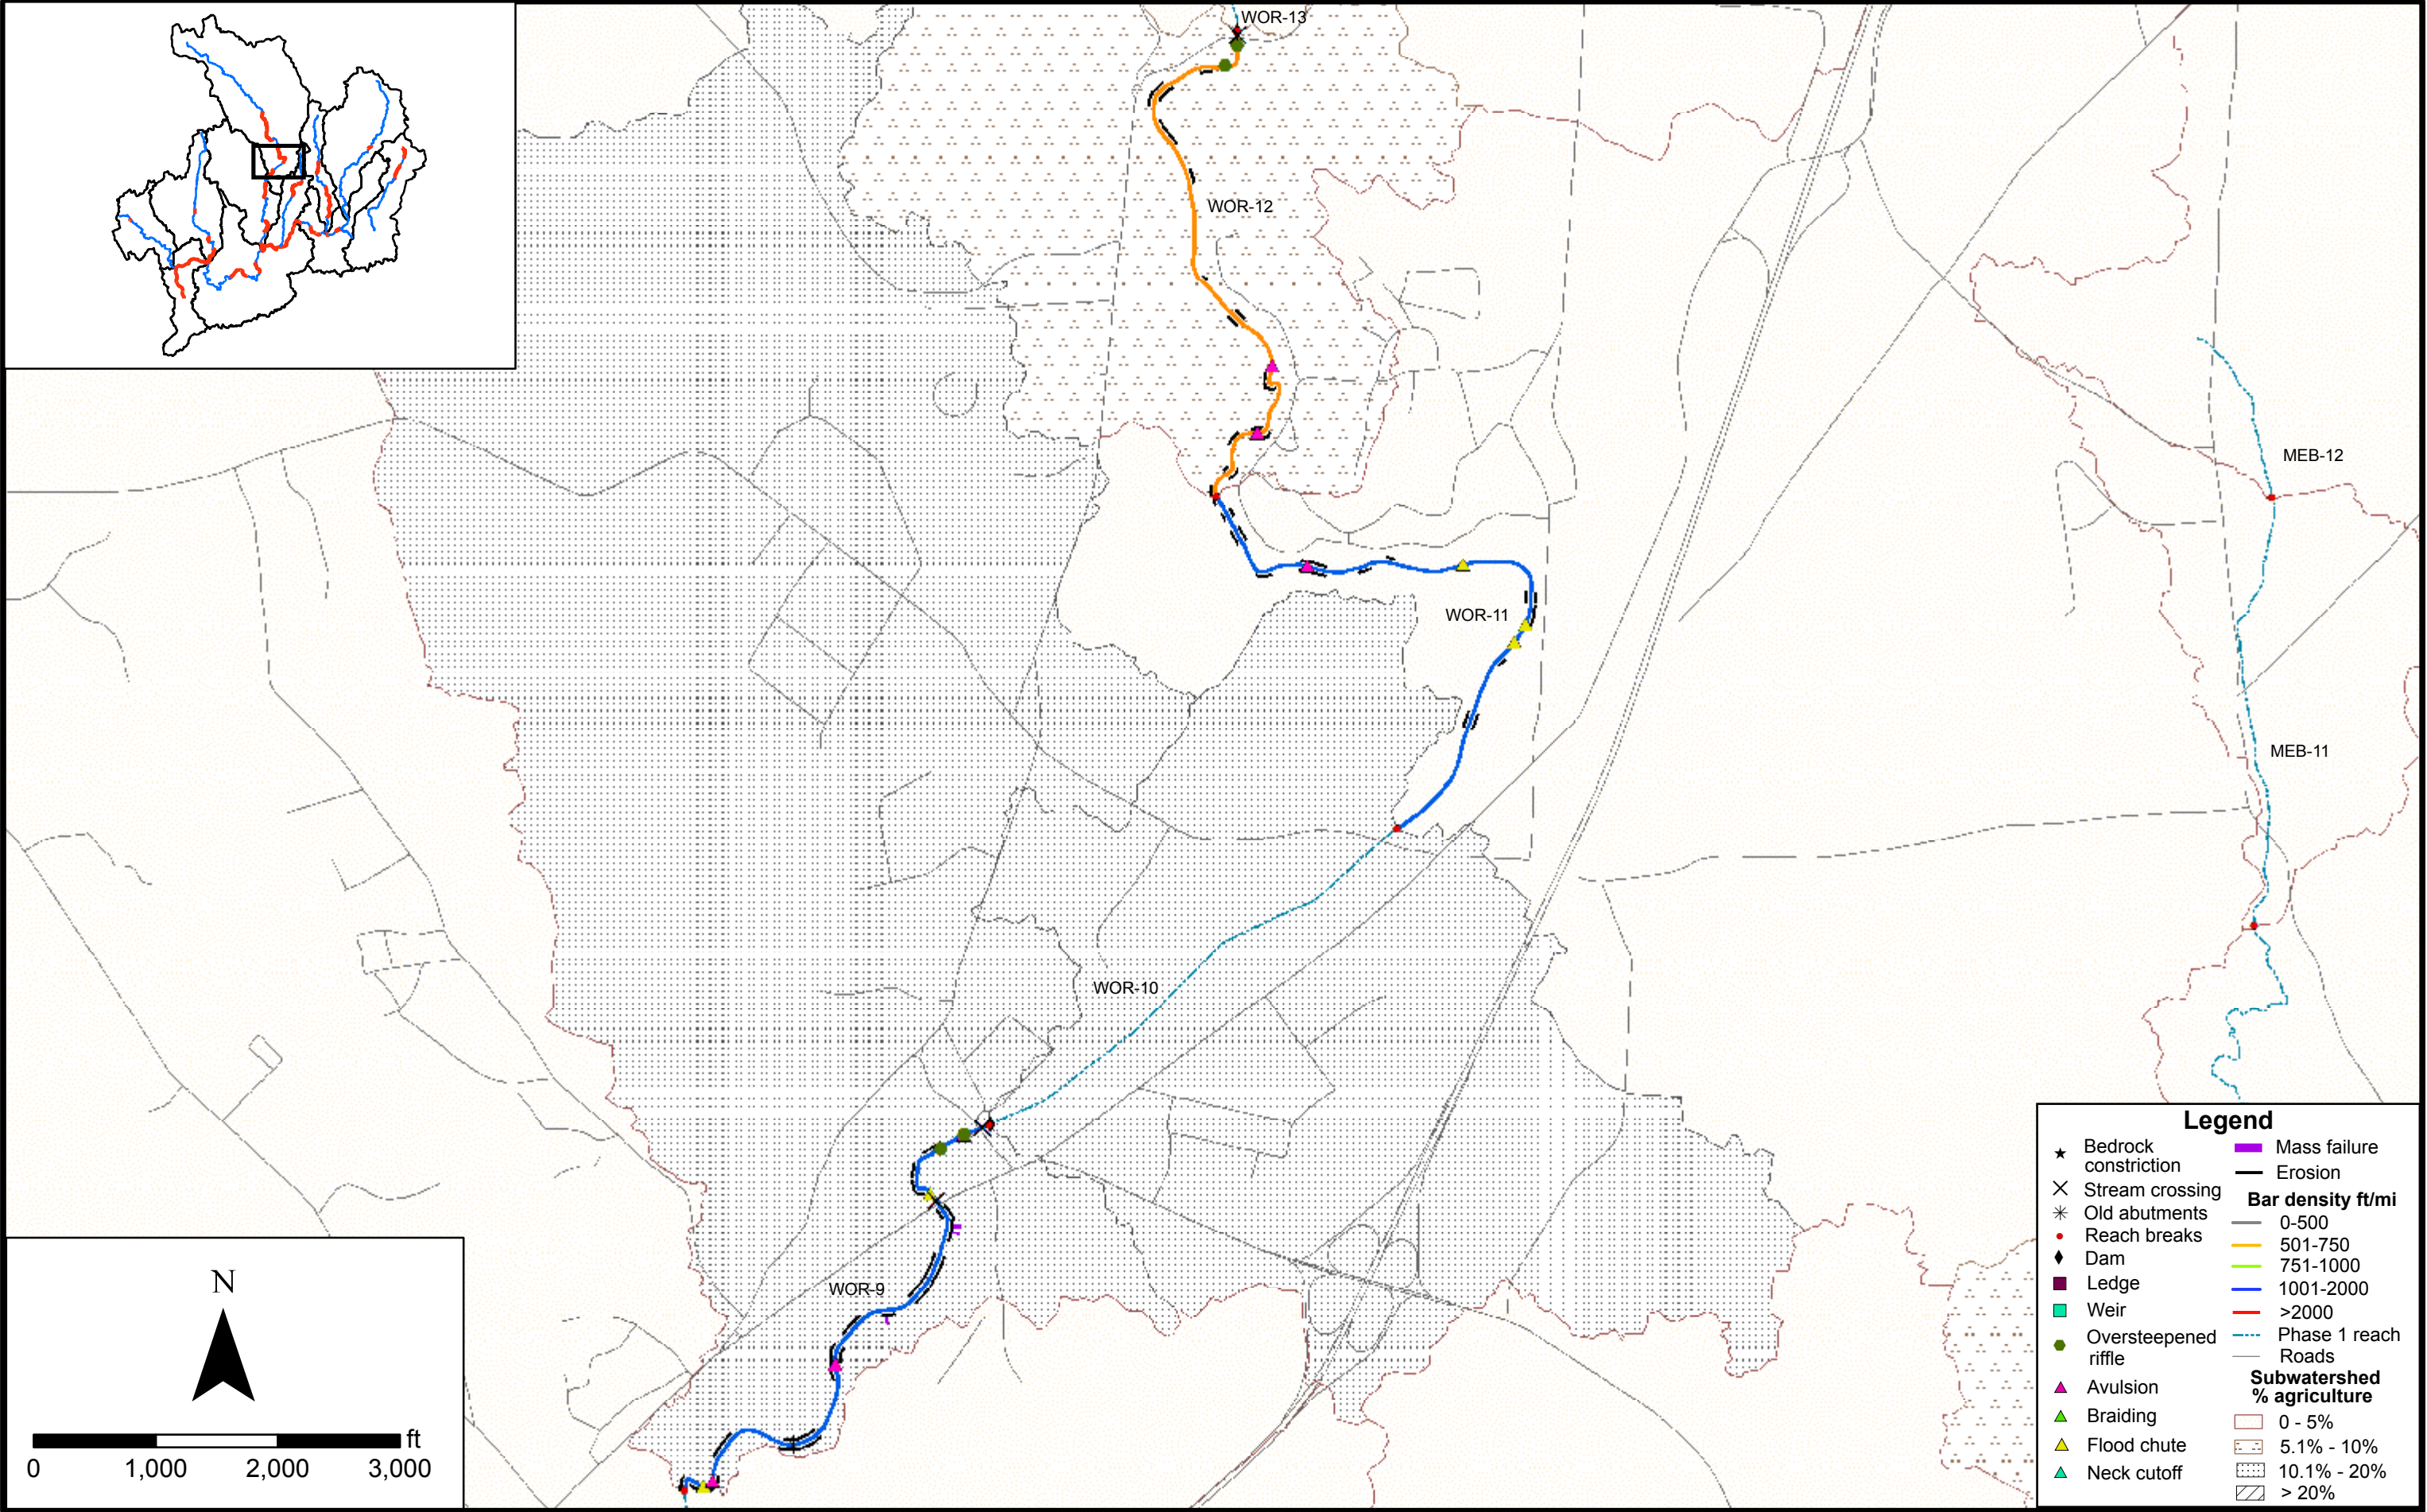 WOR-13
WOR-12
MEB-12
WOR-11
MEB-11
WOR-10
WOR-9
N
ft
0 1,000 2,000 3,000
Legend
Bedrock
constriction
Stream crossing
Old abutments
Reach breaks
Dam
Ledge
Weir
Oversteepened
riffle
Avulsion
Braiding
Flood chute
Neck cutoff
Mass failure
Erosion
Bar density ft/mi
0-500
501-750
751-1000
1001-2000
>2000
Phase 1 reach
Roads
Subwatershed
% agriculture
0 - 5%
5.1% - 10%
10.1% - 20%
> 20%